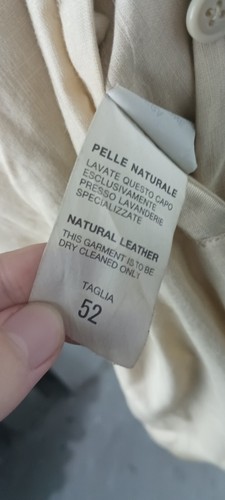 PELLE NATURALE
LAVATE QUESTO CAPO
ESCLUSIVAMENTE
PRESSO LAVANDERIE
SPECIALIZZATE
NATURAL LEATHER
THIS GARMENT IS TO BE
DRY CLEANED ONLY
TAGLIA
52